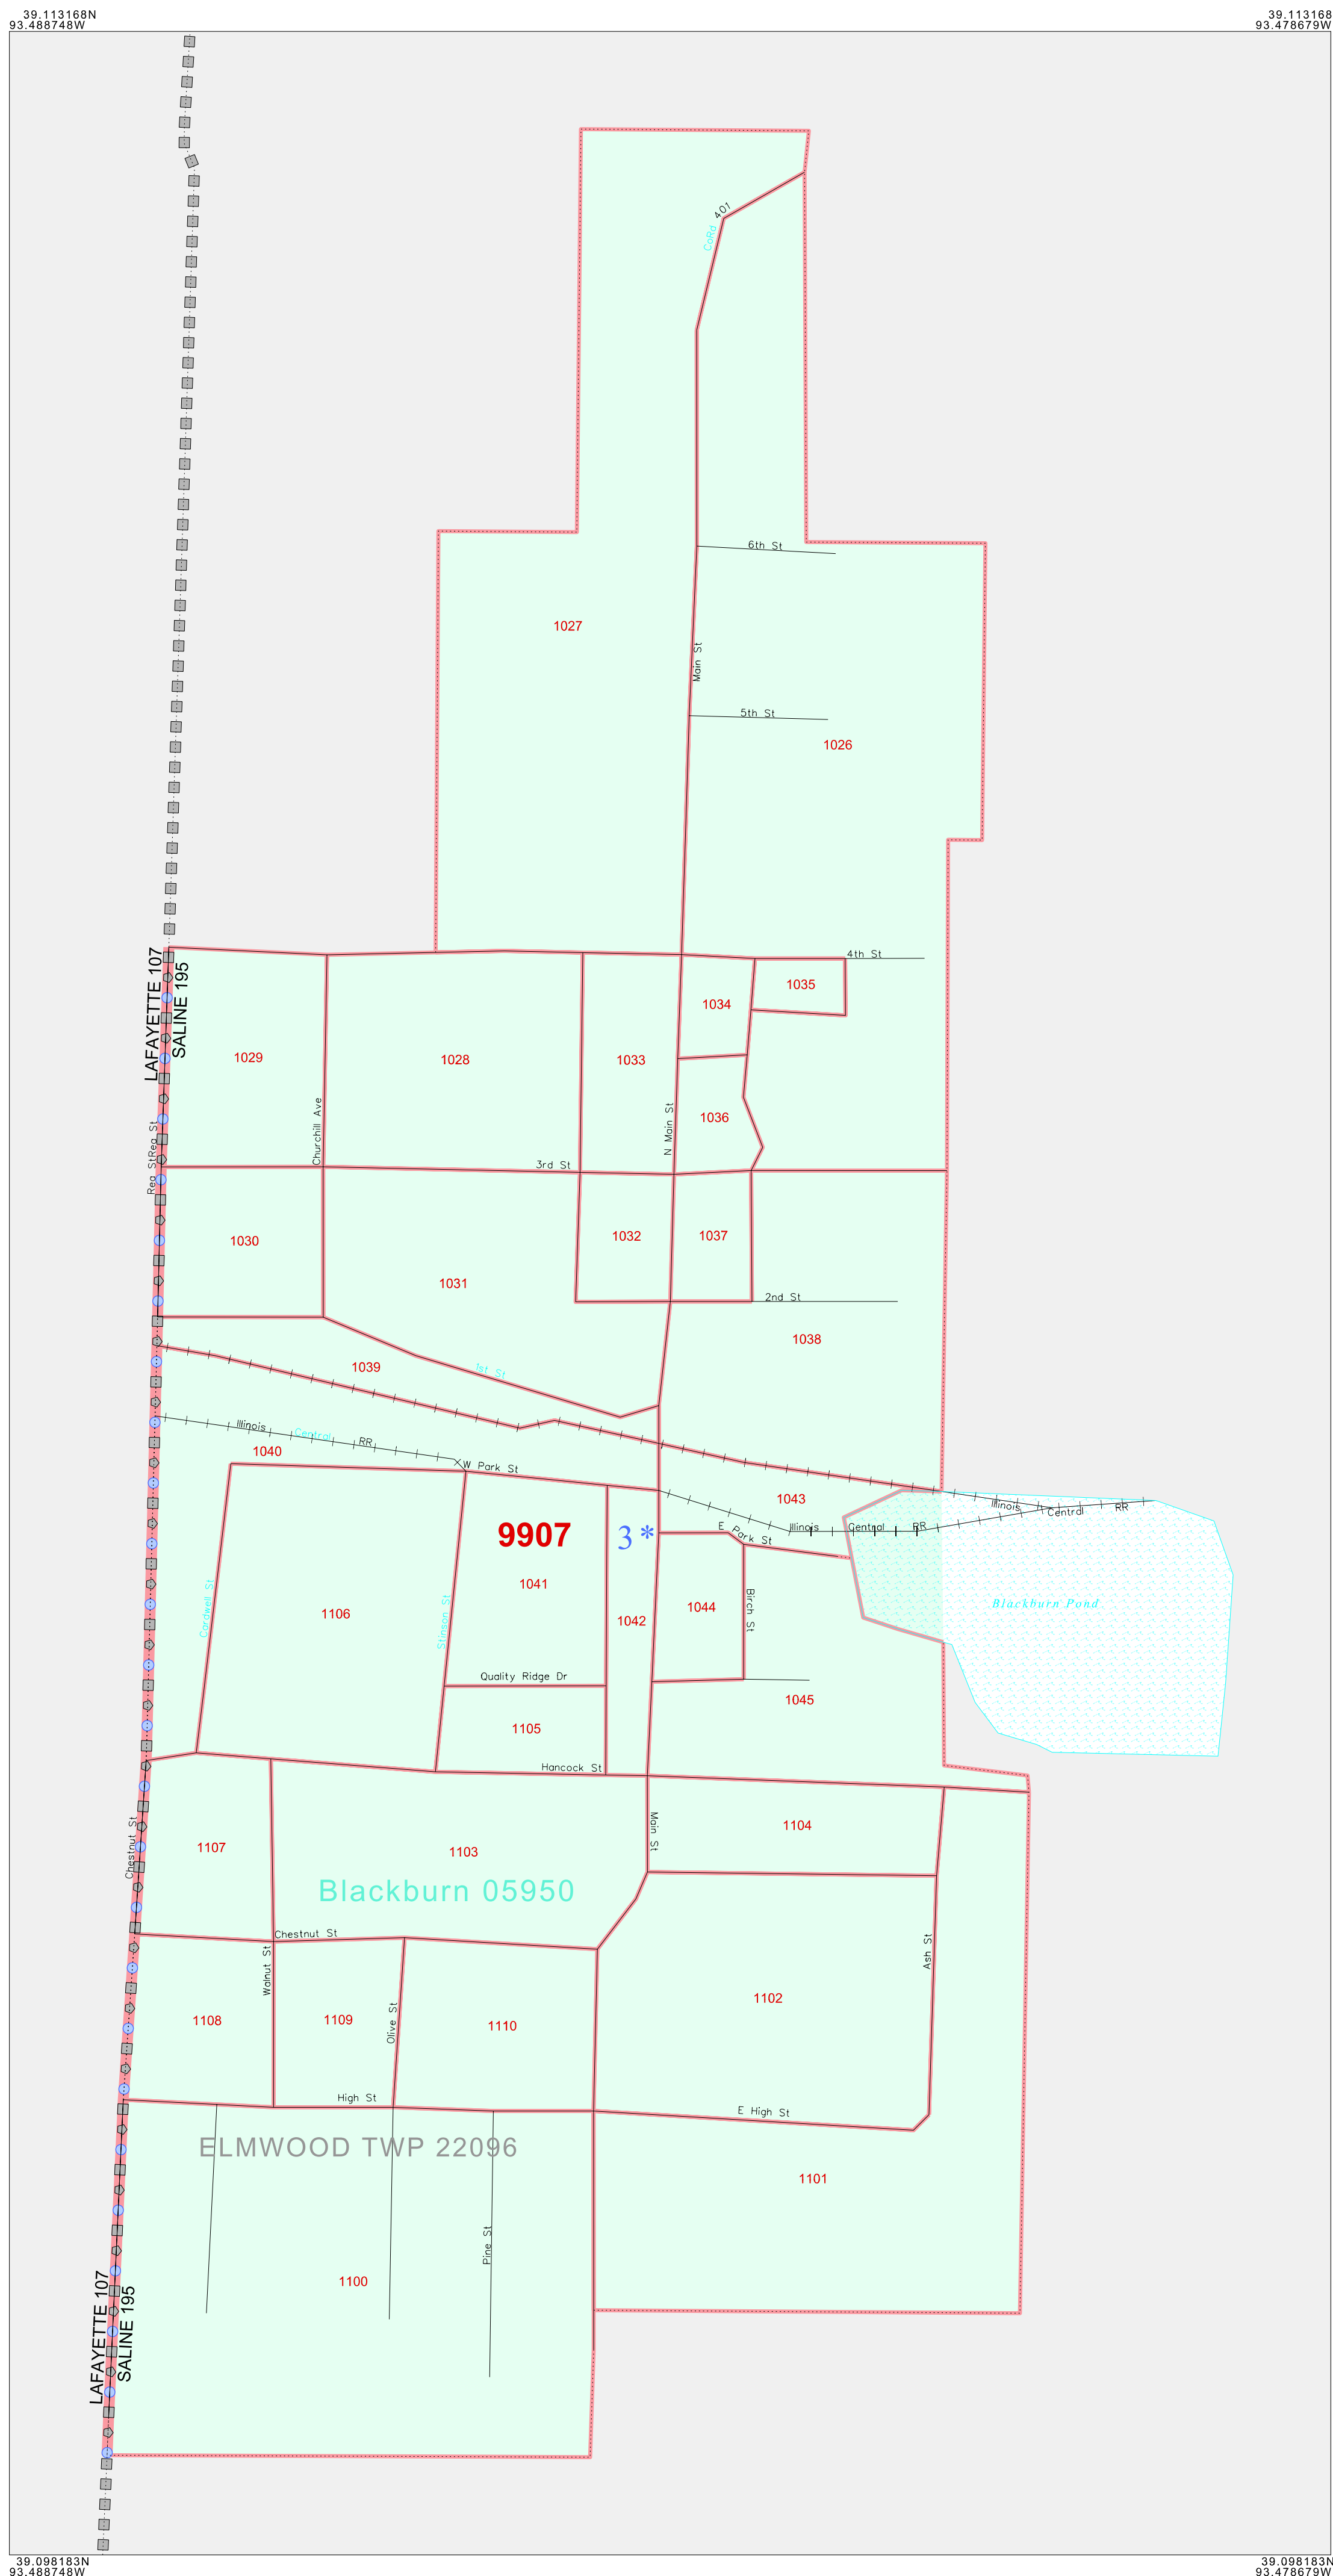 39.113168N
93.488748W
39.113168
93.478679W
CoRd 401
6th St
1027
Main St
5th St
1026
LAFAYETTE 107
SALINE 195
4th St
1035
1034
1029
1028
1033
1036
Churchill Ave
N Main St
Reg St
Reg St
3rd St
1030
1031
1032
1037
2nd St
1038
1039
1st St
Illinois Central RR
1040
W Park St
1043
Illinois Central RR
Illinois Central RR
E Park St
9907
3*
1041
1042
1044
Birch St
Blackburn Pond
Cardwell St
1106
Stinson St
Quality Ridge Dr
1045
1105
Hancock St
Chestnut St
1107
1103
Main St
1104
Blackburn 05950
Chestnut St
Walnut St
Ash St
1102
1108
1109
Olive St
1110
High St
E High St
ELMWOOD TWP 22096
1101
Pine St
1100
LAFAYETTE 107
SALINE 195
39.098183N
93.488748W
39.098183N
93.478679W